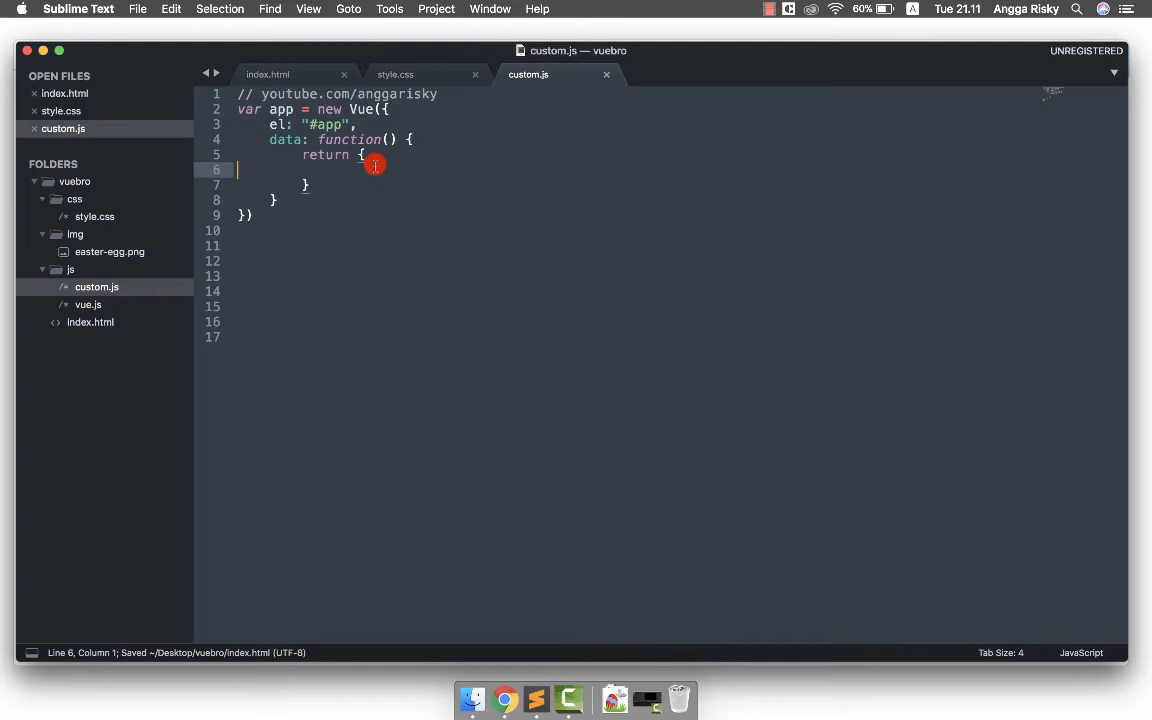 Sublime Text File Edit Selection Find View Goto Tools Project Window Help 60% A Tue 21.11 Angga Risky
custom.js — vuebro UNREGISTERED
OPEN FILES
index.html
style.css
custom.js
FOLDERS
vuebro
css
style.css
img
easter-egg.png
js
custom.js
vue.js
index.html
index.html style.css custom.js
1 // youtube.com/anggarisky
2 var app = new Vue({
3 el: "#app",
4 data: function() {
5 return {
6
7 }
8 }
9 })
10
11
12
13
14
15
16
17
Line 6, Column 1; Saved ~/Desktop/vuebro/index.html (UTF-8) Tab Size: 4 JavaScript